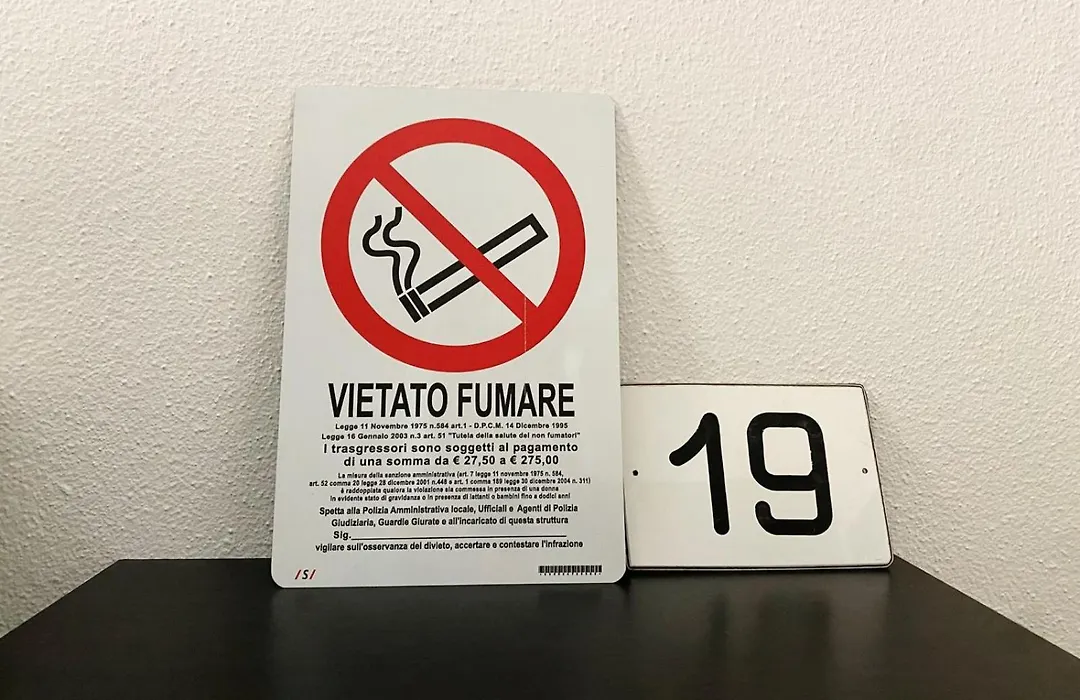 VIETATO FUMARE
Legge 11 Novembre 1975 n.584 art.1 - D.P.C.M. 14 Dicembre 1995
Legge 16 Gennaio 2003 n.3 art. 51 "Tutela della salute dei non fumatori"
I trasgressori sono soggetti al pagamento
di una somma da € 27,50 a € 275,00
La misura della sanzione amministrativa (art. 7 legge 11 novembre 1975 n. 584,
art. 52 comma 20 legge 28 dicembre 2001 n.448 e art. 1 comma 189 legge 30 dicembre 2004 n. 311)
è raddoppiata qualora la violazione sia commessa in presenza di una donna
in evidente stato di gravidanza o in presenza di lattanti o bambini fino a dodici anni
Spetta alla Polizia Amministrativa locale, Ufficiali e Agenti di Polizia
Giudiziaria, Guardie Giurate e all'incaricato di questa struttura
Sig.
vigilare sull'osservanza del divieto, accertare e contestare l'infrazione
/S/
19